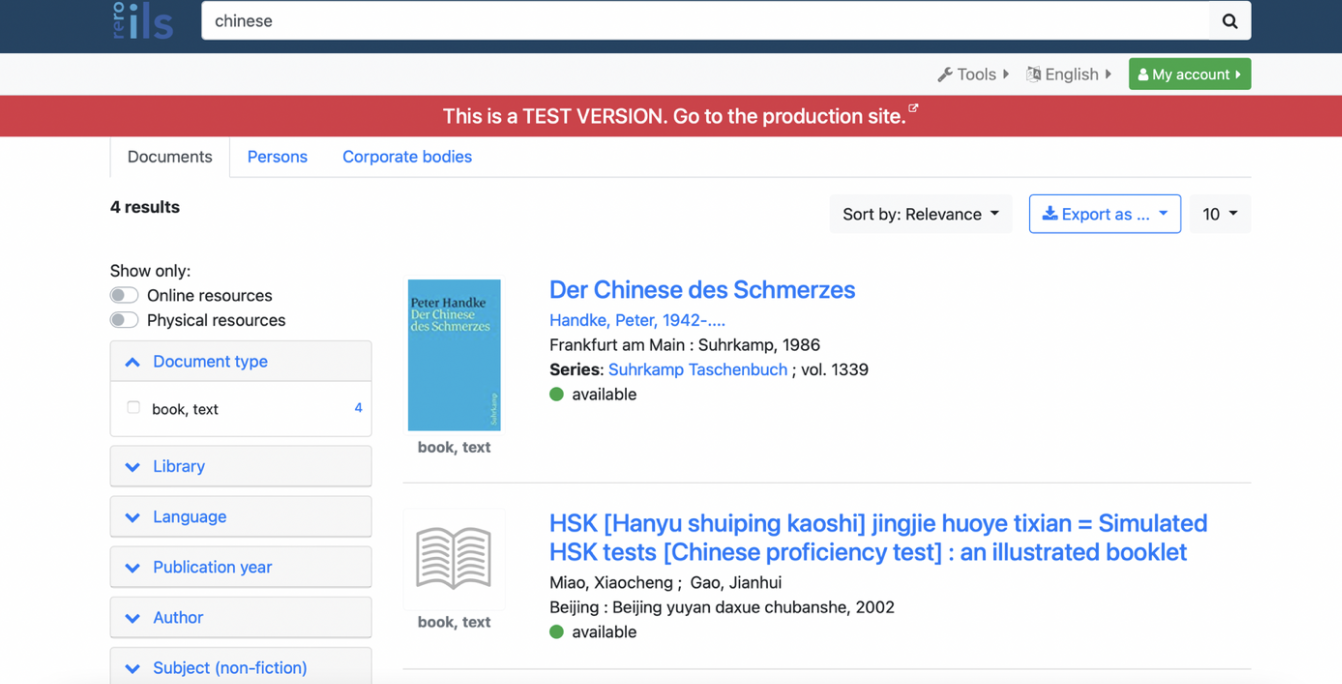 rero
ils
chinese
Tools
English
My account
This is a TEST VERSION. Go to the production site.
Documents
Persons
Corporate bodies
4 results
Sort by: Relevance
Export as ...
10
Show only:
Online resources
Physical resources
Document type
book, text 4
Library
Language
Publication year
Author
Subject (non-fiction)
Peter Handke
Der Chinese
des Schmerzes
Suhrkamp
book, text
Der Chinese des Schmerzes
Handke, Peter, 1942-....
Frankfurt am Main : Suhrkamp, 1986
Series: Suhrkamp Taschenbuch ; vol. 1339
available
book, text
HSK [Hanyu shuiping kaoshi] jingjie huoye tixian = Simulated
HSK tests [Chinese proficiency test] : an illustrated booklet
Miao, Xiaocheng ; Gao, Jianhui
Beijing : Beijing yuyan daxue chubanshe, 2002
available